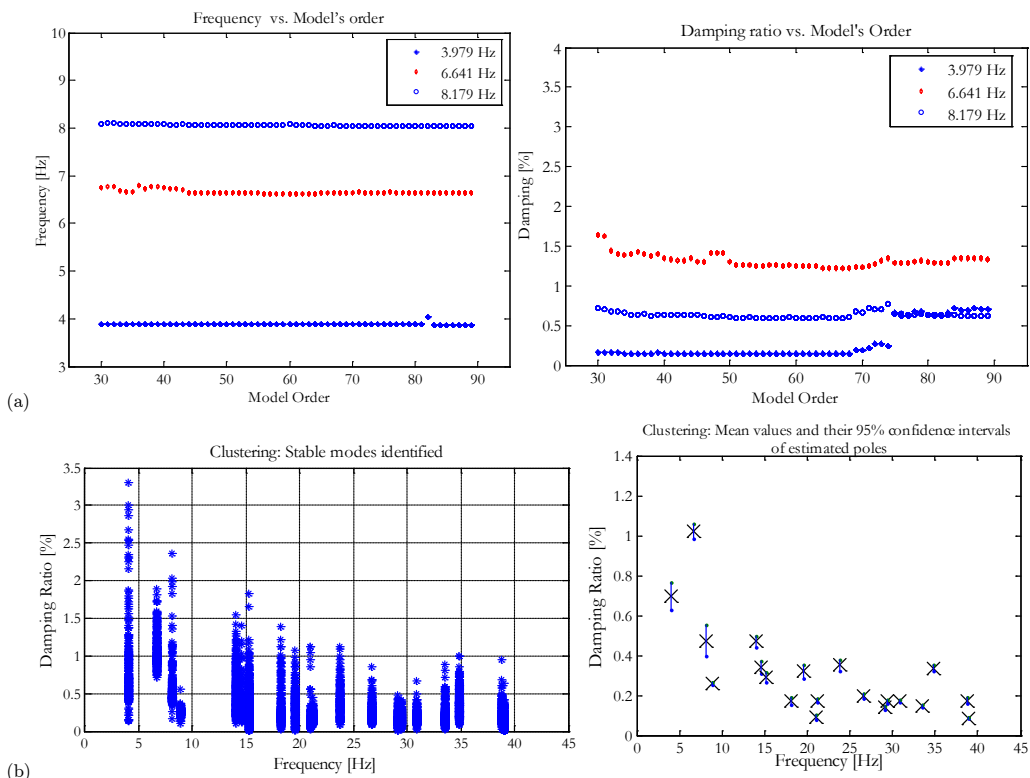 Frequency vs. Model's order
10
9
8
7
6
5
4
3
Frequency [Hz]
3.979 Hz
6.641 Hz
8.179 Hz
30 40 50 60 70 80 90
Model Order
Damping ratio vs. Model's Order
4
3.5
3
2.5
2
1.5
1
0.5
0
Damping [%]
3.979 Hz
6.641 Hz
8.179 Hz
30 40 50 60 70 80 90
Model Order
(a)
Clustering: Stable modes identified
3.5
3
2.5
2
1.5
1
0.5
0
Damping Ratio [%]
0 5 10 15 20 25 30 35 40 45
Frequency [Hz]
Clustering: Mean values and their 95% confidence intervals
of estimated poles
1.4
1.2
1
0.8
0.6
0.4
0.2
0
Damping Ratio [%]
0 5 10 15 20 25 30 35 40 45
Frequency [Hz]
(b)